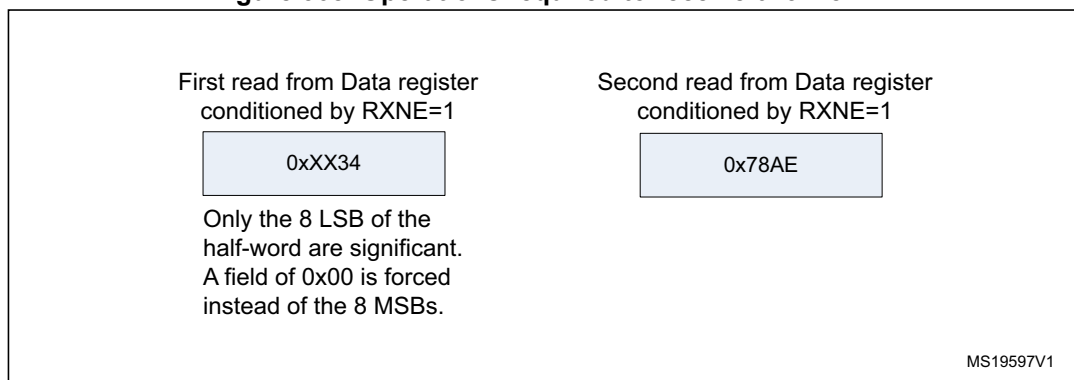 First read from Data register
conditioned by RXNE=1
0xXX34
Only the 8 LSB of the
half-word are significant.
A field of 0x00 is forced
instead of the 8 MSBs.
Second read from Data register
conditioned by RXNE=1
0x78AE
MS19597V1